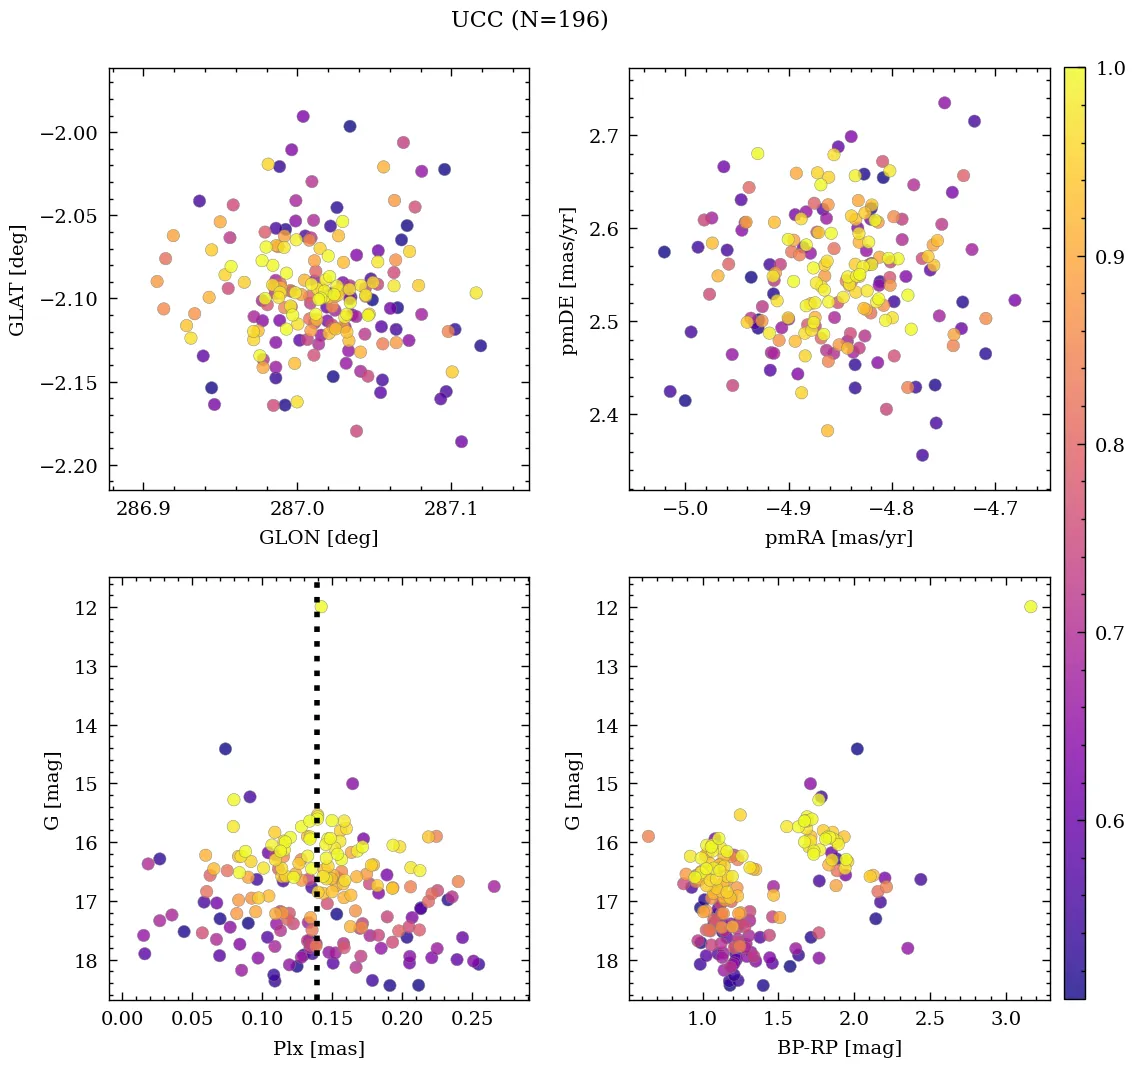 UCC (N=196)
−2.00
−2.05
−2.10
−2.15
−2.20
GLAT [deg]
286.9 287.0 287.1
GLON [deg]
2.7
2.6
2.5
2.4
pmDE [mas/yr]
−5.0 −4.9 −4.8 −4.7
pmRA [mas/yr]
12
13
14
15
16
17
18
G [mag]
0.00 0.05 0.10 0.15 0.20 0.25
Plx [mas]
12
13
14
15
16
17
18
G [mag]
1.0 1.5 2.0 2.5 3.0
BP-RP [mag]
1.0
0.9
0.8
0.7
0.6